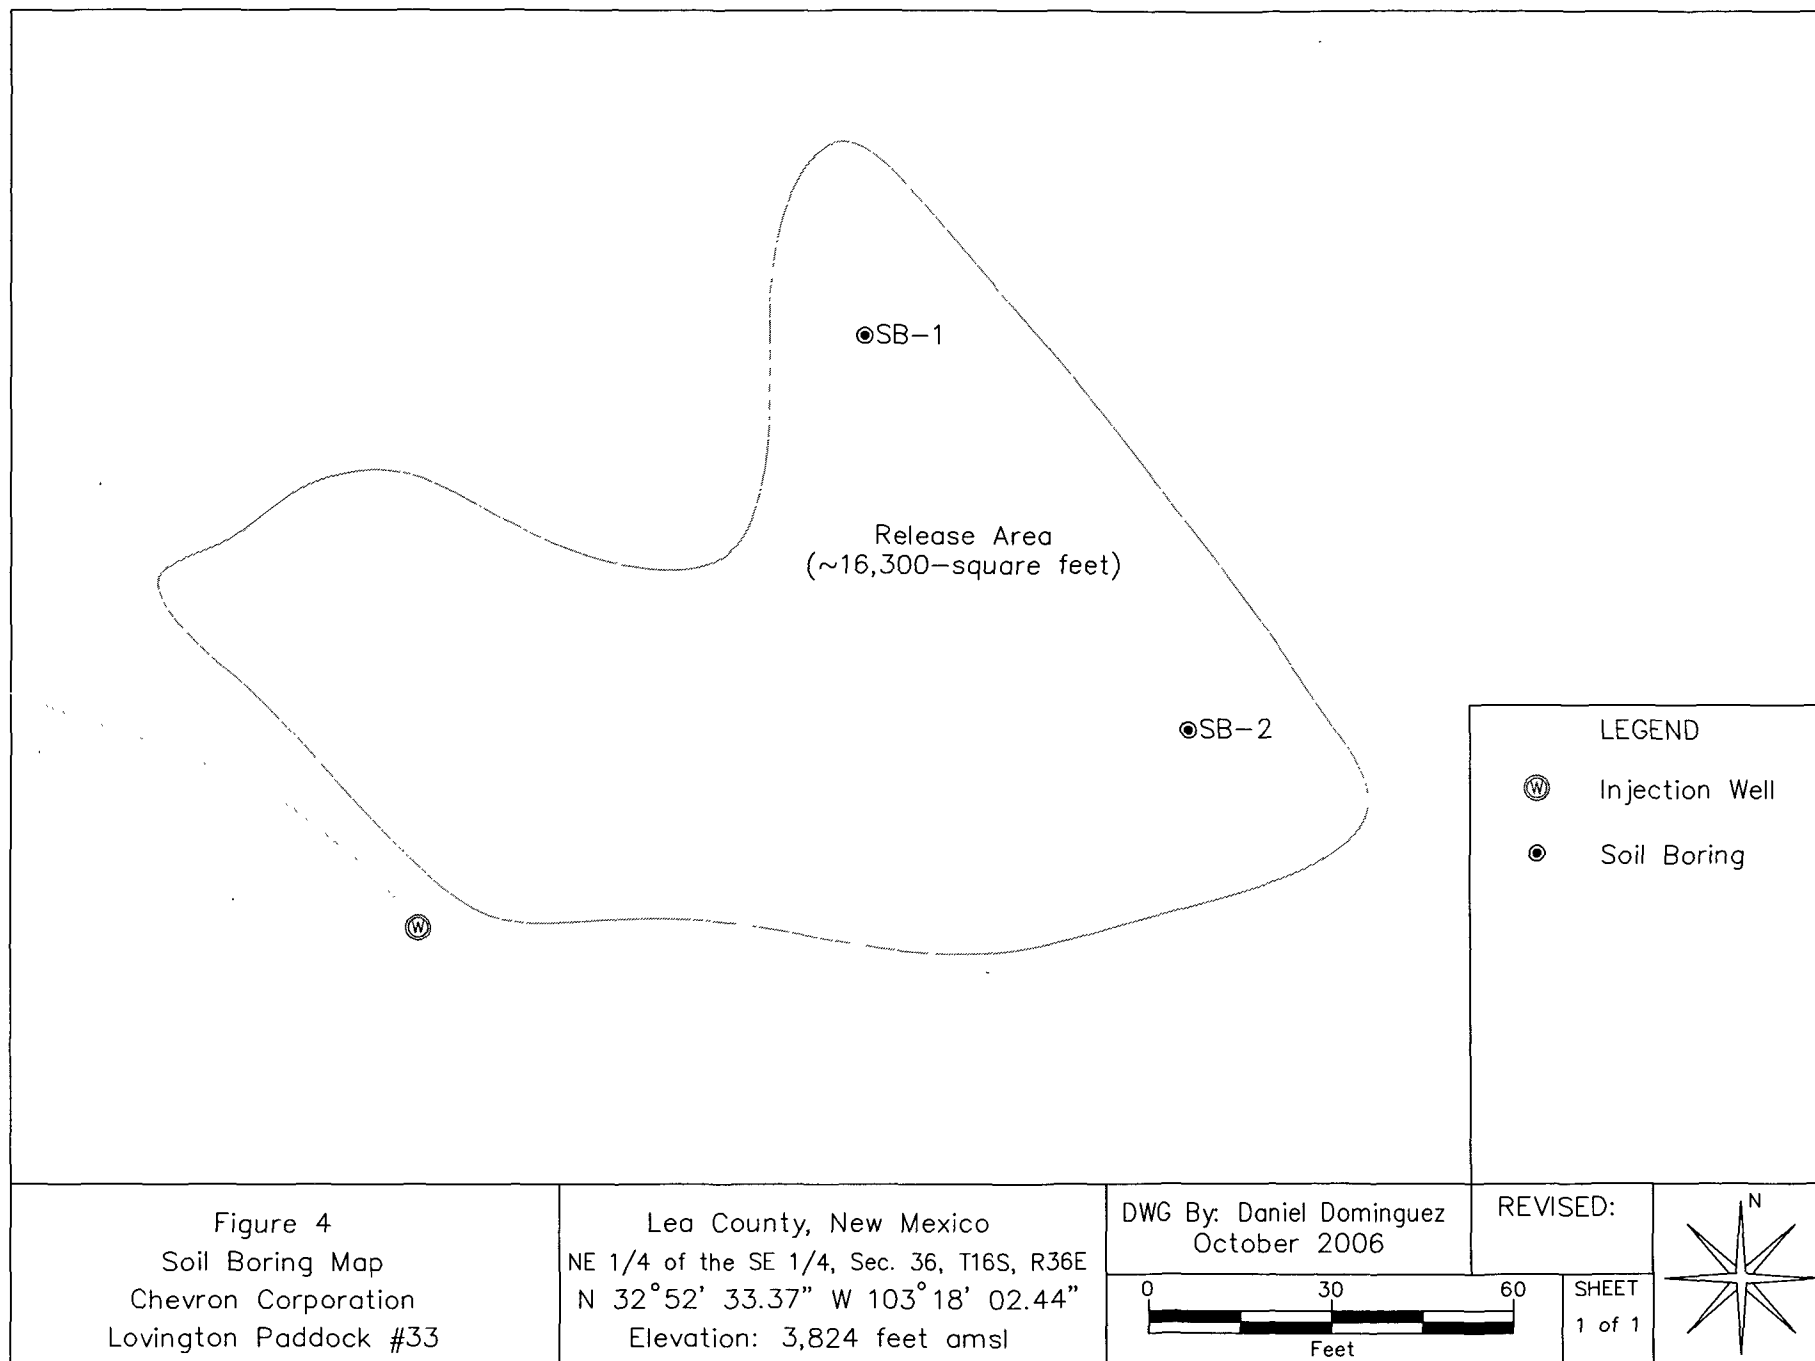 SB-1
Release Area
(~16,300-square feet)
SB-2
LEGEND
W Injection Well
Soil Boring
W
Figure 4
Soil Boring Map
Chevron Corporation
Lovington Paddock #33
Lea County, New Mexico
NE 1/4 of the SE 1/4, Sec. 36, T16S, R36E
N 32°52' 33.37" W 103°18' 02.44"
Elevation: 3,824 feet amsl
DWG By: Daniel Dominguez
October 2006
REVISED:
0 30 60
Feet
SHEET
1 of 1
N